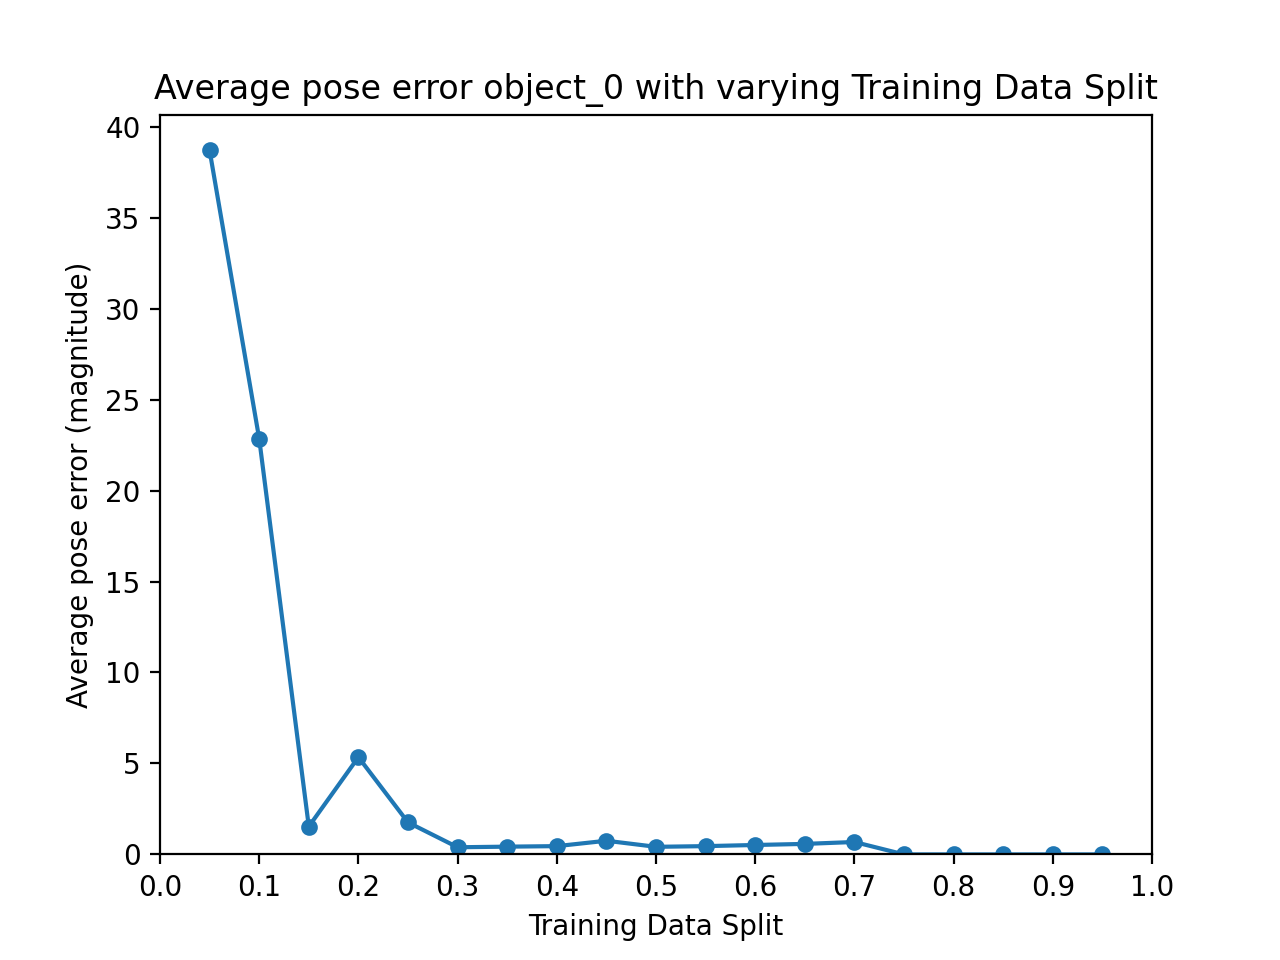 Average pose error object_0 with varying Training Data Split
40
35
30
25
20
15
10
5
0
Average pose error (magnitude)
0.0 0.1 0.2 0.3 0.4 0.5 0.6 0.7 0.8 0.9 1.0
Training Data Split